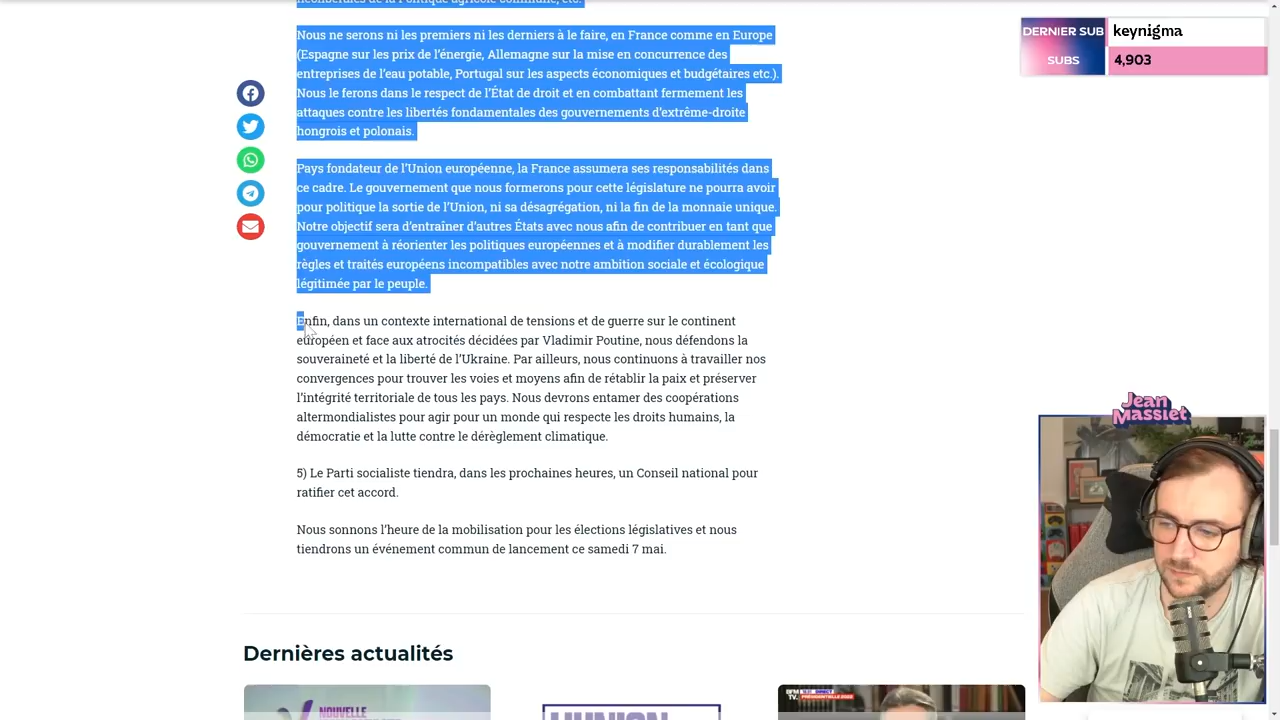 néolibérales de la Politique agricole commune, etc.
Nous ne serons ni les premiers ni les derniers à le faire, en France comme en Europe
(Espagne sur les prix de l’énergie, Allemagne sur la mise en concurrence des
entreprises de l’eau potable, Portugal sur les aspects économiques et budgétaires etc.).
Nous le ferons dans le respect de l’État de droit et en combattant fermement les
attaques contre les libertés fondamentales des gouvernements d’extrême-droite
hongrois et polonais.
Pays fondateur de l’Union européenne, la France assumera ses responsabilités dans
ce cadre. Le gouvernement que nous formerons pour cette législature ne pourra avoir
pour politique la sortie de l’Union, ni sa désagrégation, ni la fin de la monnaie unique.
Notre objectif sera d’entraîner d’autres États avec nous afin de contribuer en tant que
gouvernement à réorienter les politiques européennes et à modifier durablement les
règles et traités européens incompatibles avec notre ambition sociale et écologique
légitimée par le peuple.
Enfin, dans un contexte international de tensions et de guerre sur le continent
européen et face aux atrocités décidées par Vladimir Poutine, nous défendons la
souveraineté et la liberté de l’Ukraine. Par ailleurs, nous continuons à travailler nos
convergences pour trouver les voies et moyens afin de rétablir la paix et préserver
l’intégrité territoriale de tous les pays. Nous devrons entamer des coopérations
altermondialistes pour agir pour un monde qui respecte les droits humains, la
démocratie et la lutte contre le dérèglement climatique.
5) Le Parti socialiste tiendra, dans les prochaines heures, un Conseil national pour
ratifier cet accord.
Nous sonnons l’heure de la mobilisation pour les élections législatives et nous
tiendrons un événement commun de lancement ce samedi 7 mai.
Dernières actualités
NOUVELLE
L'UNION
BFM
TV.
DIRECT
PRÉSIDENTIELLE 2022
DERNIER SUB
keynigma
SUBS
4,903
Jean
Massiet